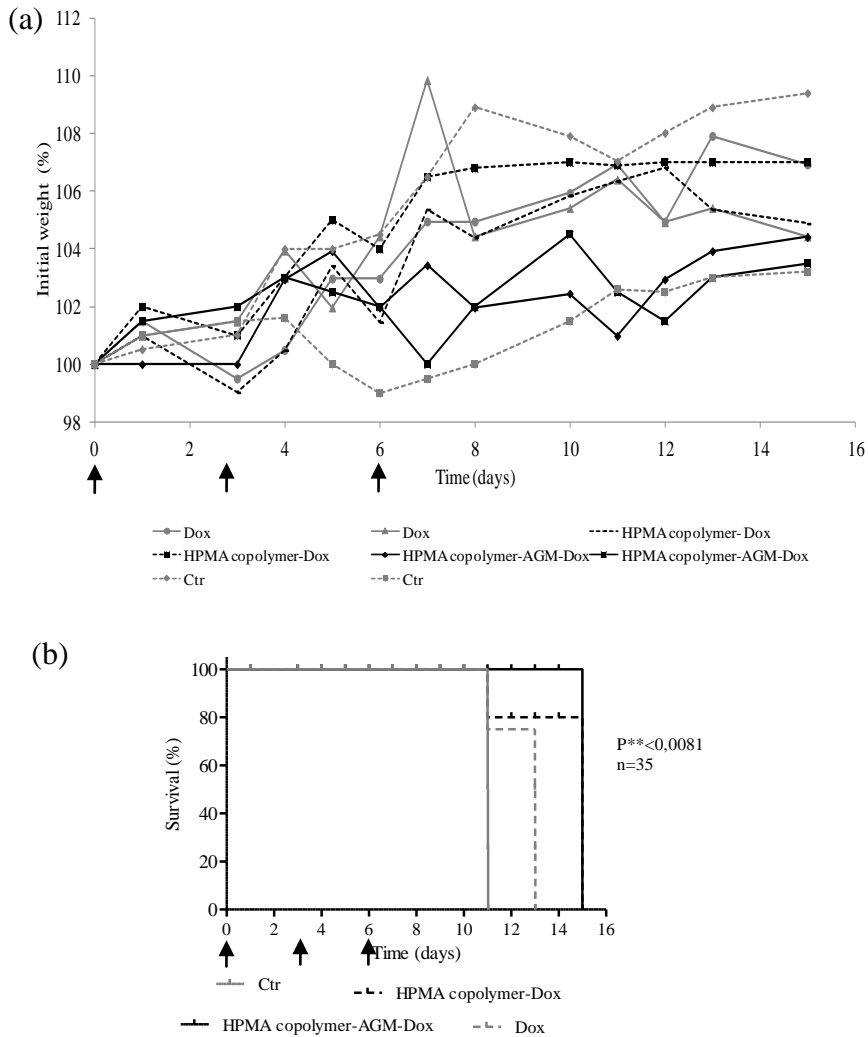 (a)
112
110
108
106
104
102
100
98
Initial weight (%)
0 2 4 6 8 10 12 14 16
Time (days)
Dox Dox HPMA copolymer- Dox
HPMA copolymer-Dox HPMA copolymer-AGM-Dox HPMA copolymer-AGM-Dox
Ctr Ctr
(b)
100
80
60
40
20
0
Survival (%)
P**<0,0081
n=35
0 2 4 6 8 10 12 14 16
Time (days)
Ctr HPMA copolymer-Dox
HPMA copolymer-AGM-Dox Dox